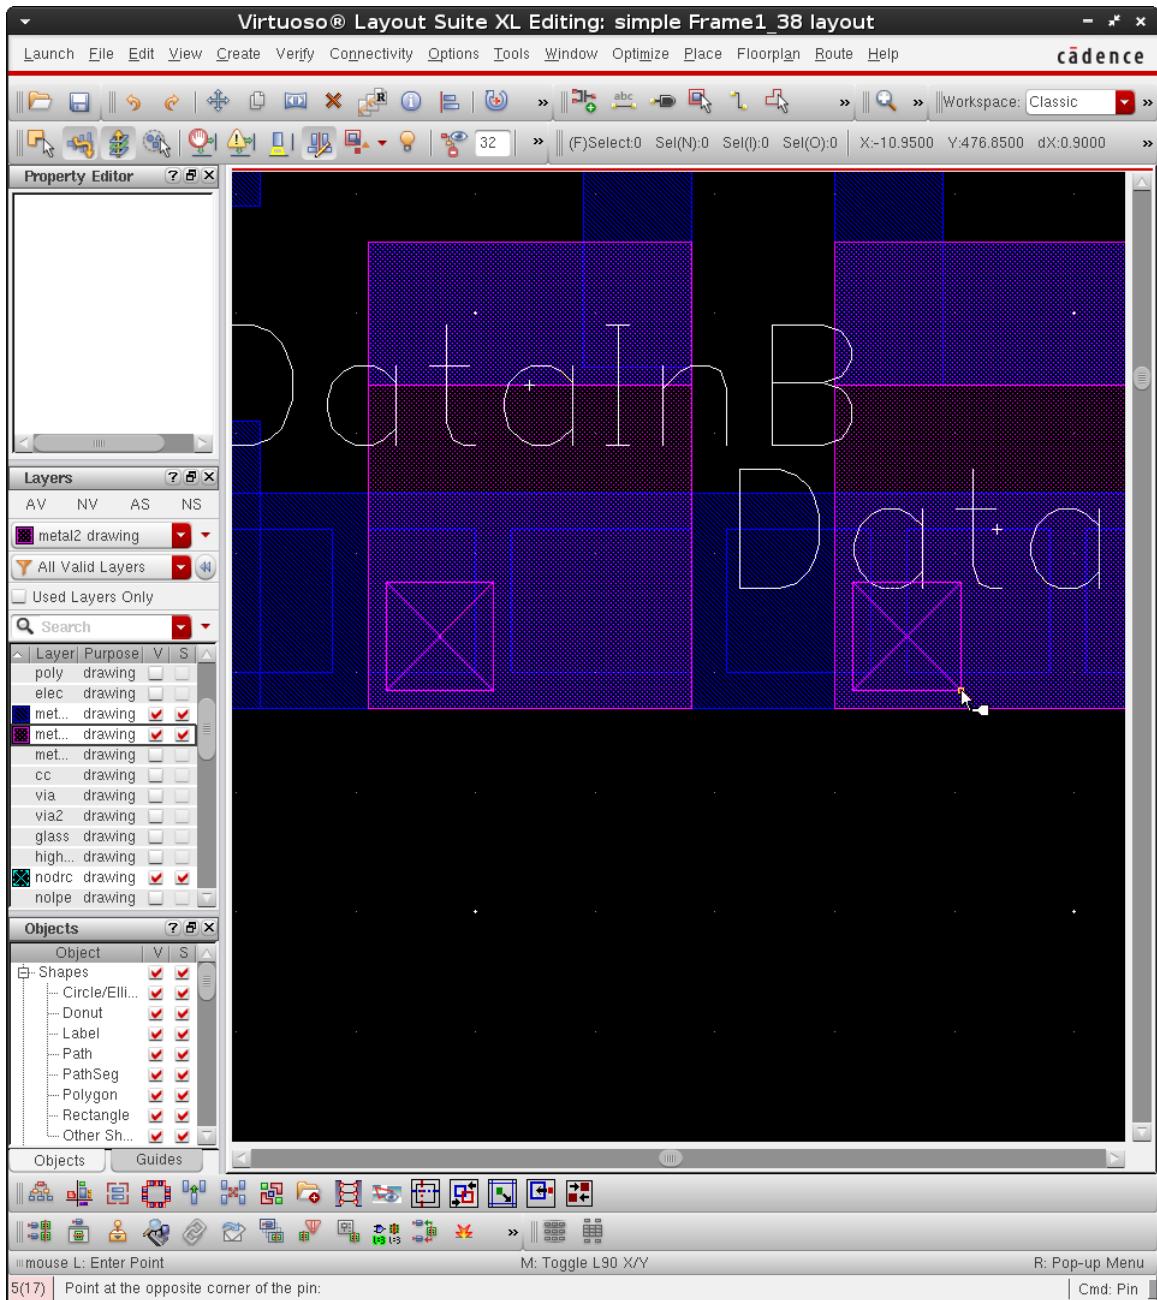 Virtuoso® Layout Suite XL Editing: simple Frame1_38 layout
Launch File Edit View Create Verify Connectivity Options Tools Window Optimize Place Floorplan Route Help cādence
abc Workspace: Classic
32 (F)Select:0 Sel(N):0 Sel(I):0 Sel(O):0 X:-10.9500 Y:476.8500 dX:0.9000
Property Editor
DataInB
Data
Layers
AV NV AS NS
metal2 drawing
All Valid Layers
Used Layers Only
Search
Layer Purpose V S
poly drawing
elec drawing
met... drawing
met... drawing
met... drawing
cc drawing
via drawing
via2 drawing
glass drawing
high... drawing
nodrc drawing
nolpe drawing
Objects
Object V S
Shapes
Circle/Elli...
Donut
Label
Path
PathSeg
Polygon
Rectangle
Other Sh...
Objects Guides
mouse L: Enter Point M: Toggle L90 X/Y R: Pop-up Menu
5(17) Point at the opposite corner of the pin: Cmd: Pin